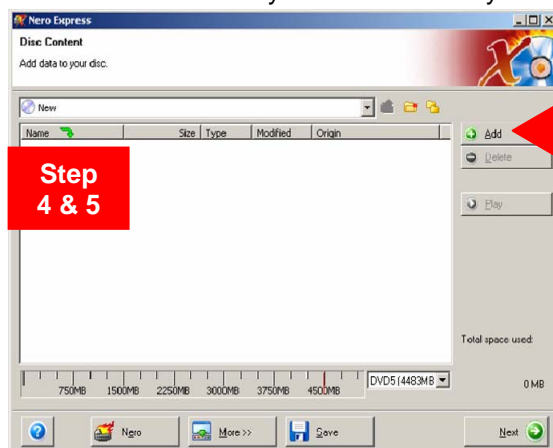 Nero Express
Disc Content
Add data to your disc.
New
Name Size Type Modified Origin
Add
Delete
Step
4 & 5
Play
Total space used:
750MB 1500MB 2250MB 3000MB 3750MB 4500MB DVD5 (4483MB 0 MB
Nero More >> Save Next